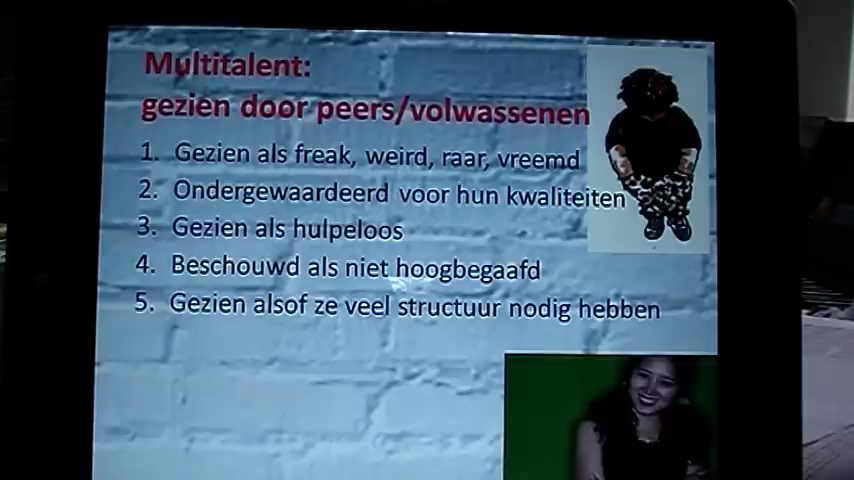 Multitalent:
gezien door peers/volwassenen
1. Gezien als freak, weird, raar, vreemd
2. Ondergewaardeerd voor hun kwaliteiten
3. Gezien als hulpeloos
4. Beschouwd als niet hoogbegaafd
5. Gezien alsof ze veel structuur nodig hebben